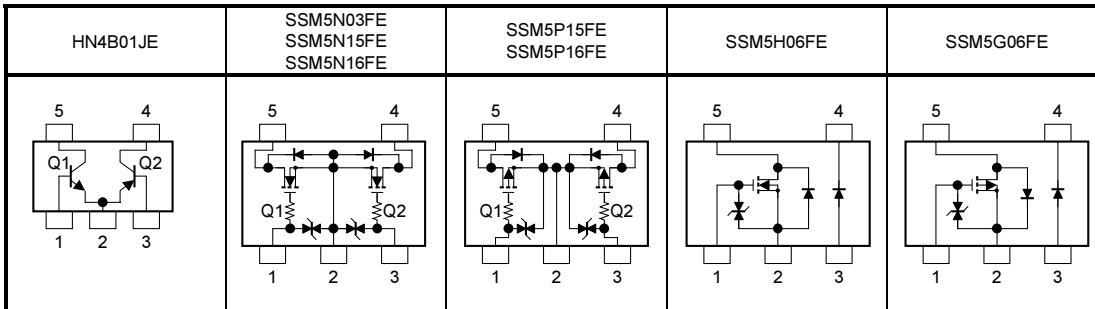 HN4B01JE
SSM5N03FE
SSM5N15FE
SSM5N16FE
SSM5P15FE
SSM5P16FE
SSM5H06FE
SSM5G06FE
5 4
Q1 Q2
1 2 3
5 4
Q1 Q2
1 2 3
5 4
Q1 Q2
1 2 3
5 4
1 2 3
5 4
1 2 3